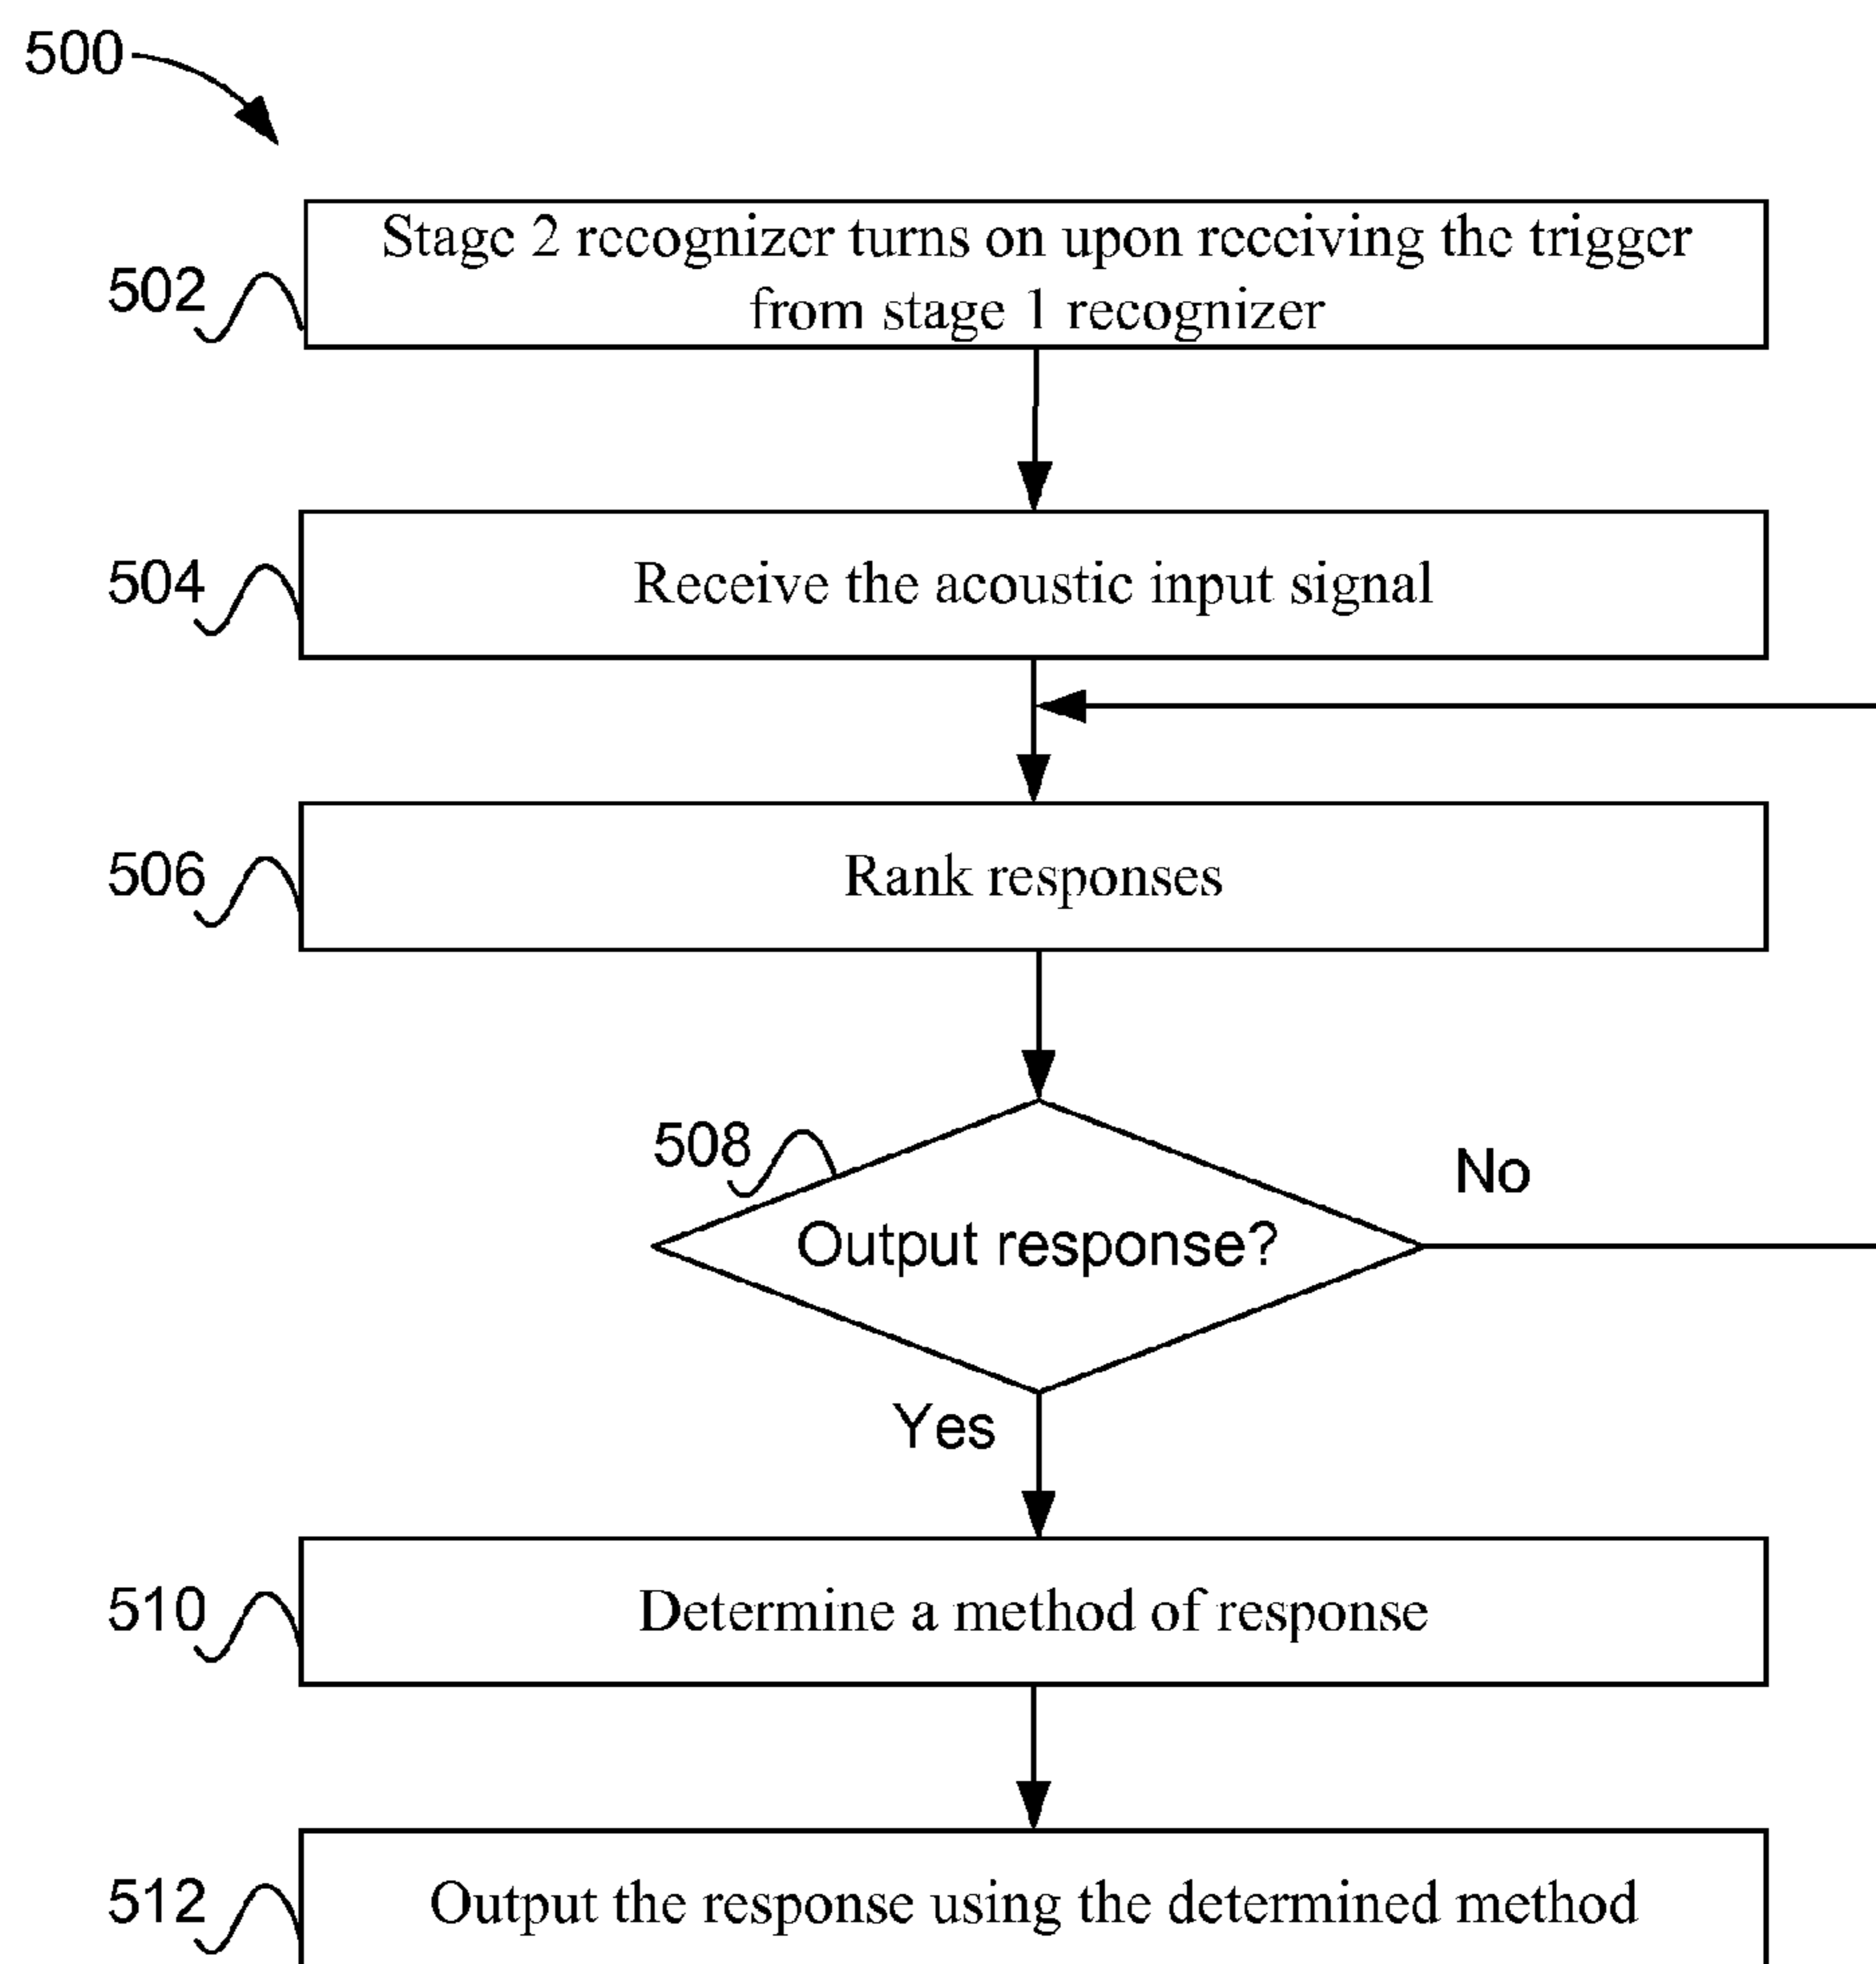 500
502
Stage 2 recognizer turns on upon receiving the trigger
from stage 1 recognizer
504
Receive the acoustic input signal
506
Rank responses
508
Output response?
No
Yes
510
Determine a method of response
512
Output the response using the determined method